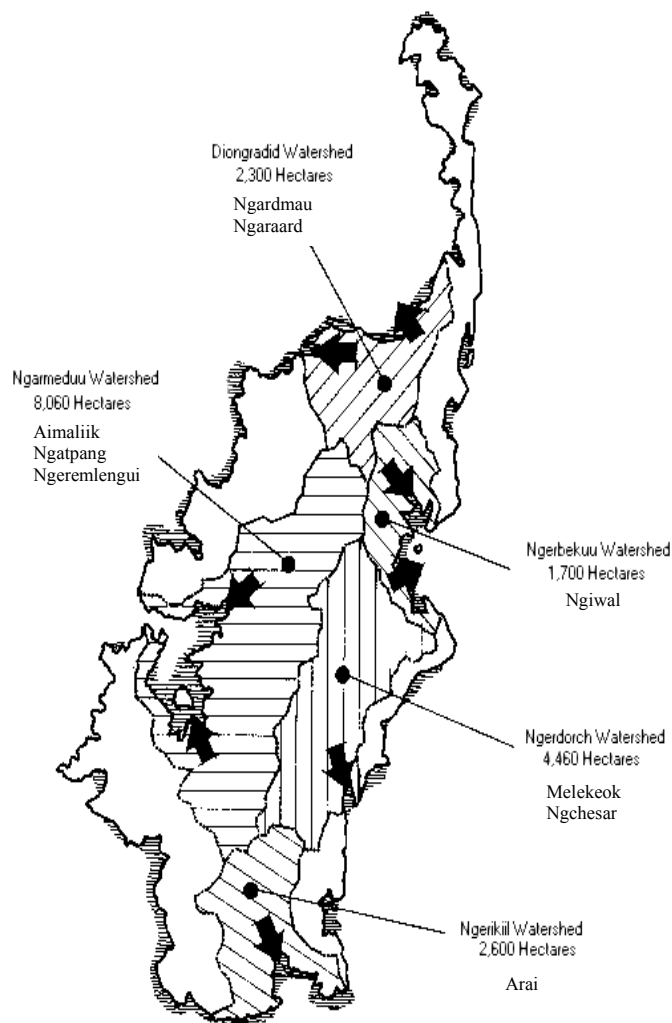 Diongradid Watershed
2,300 Hectares
Ngardmau
Ngaraard
Ngarmeduu Watershed
8,060 Hectares
Aimaliik
Ngatpang
Ngeremlengui
Ngerbekuu Watershed
1,700 Hectares
Ngiwal
Ngerdorch Watershed
4,460 Hectares
Melekeok
Ngchesar
Ngerikiil Watershed
2,600 Hectares
Arai